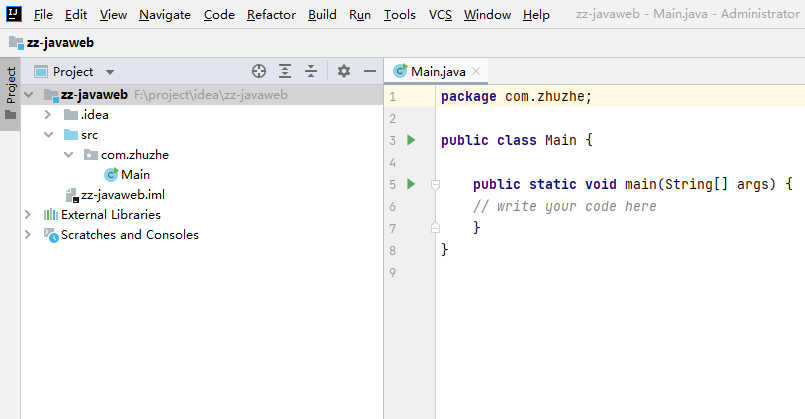 IJ File Edit View Navigate Code Refactor Build Run Tools VCS Window Help zz-javaweb - Main.java - Administrator
zz-javaweb
Project
Project
Main.java
zz-javaweb F:\project\idea\zz-javaweb
.idea
src
com.zhuzhe
Main
zz-javaweb.iml
External Libraries
Scratches and Consoles
1 package com.zhuzhe;
2
3 public class Main {
4
5 public static void main(String[] args) {
6 // write your code here
7 }
8 }
9